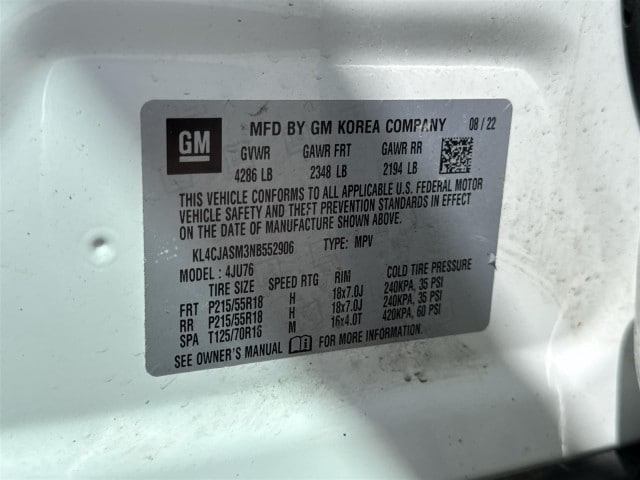 GM
MFD BY GM KOREA COMPANY 08 / 22
GVWR GAWR FRT GAWR RR
4286 LB 2348 LB 2194 LB
THIS VEHICLE CONFORMS TO ALL APPLICABLE U.S. FEDERAL MOTOR
VEHICLE SAFETY AND THEFT PREVENTION STANDARDS IN EFFECT
ON THE DATE OF MANUFACTURE SHOWN ABOVE.
KL4CJASM3NB552906 TYPE: MPV
MODEL : 4JU76
TIRE SIZE SPEED RTG RIM COLD TIRE PRESSURE
FRT P215/55R18 H 18x7.0J 240KPA, 35 PSI
RR P215/55R18 H 18x7.0J 240KPA, 35 PSI
SPA T125/70R16 M 16x4.0T 420KPA, 60 PSI
SEE OWNER'S MANUAL FOR MORE INFORMATION.